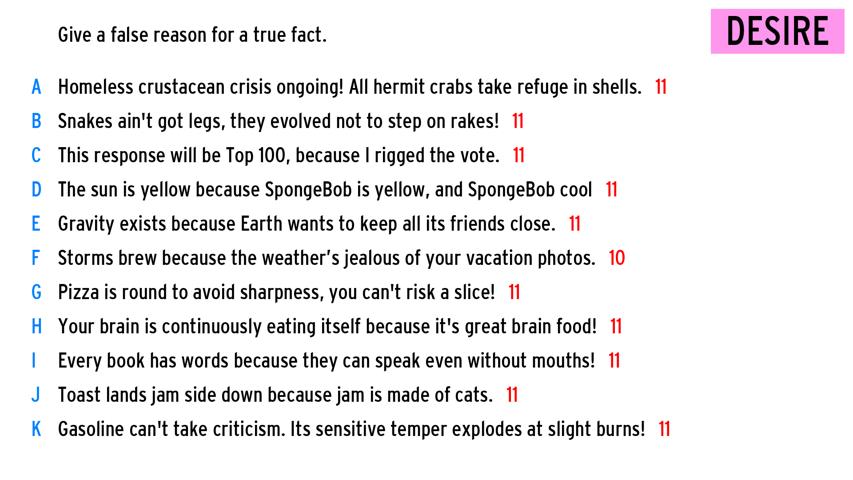 Give a false reason for a true fact.
DESIRE
A Homeless crustacean crisis ongoing! All hermit crabs take refuge in shells. 11
B Snakes ain't got legs, they evolved not to step on rakes! 11
C This response will be Top 100, because I rigged the vote. 11
D The sun is yellow because SpongeBob is yellow, and SpongeBob cool 11
E Gravity exists because Earth wants to keep all its friends close. 11
F Storms brew because the weather’s jealous of your vacation photos. 10
G Pizza is round to avoid sharpness, you can't risk a slice! 11
H Your brain is continuously eating itself because it's great brain food! 11
I Every book has words because they can speak even without mouths! 11
J Toast lands jam side down because jam is made of cats. 11
K Gasoline can't take criticism. Its sensitive temper explodes at slight burns! 11